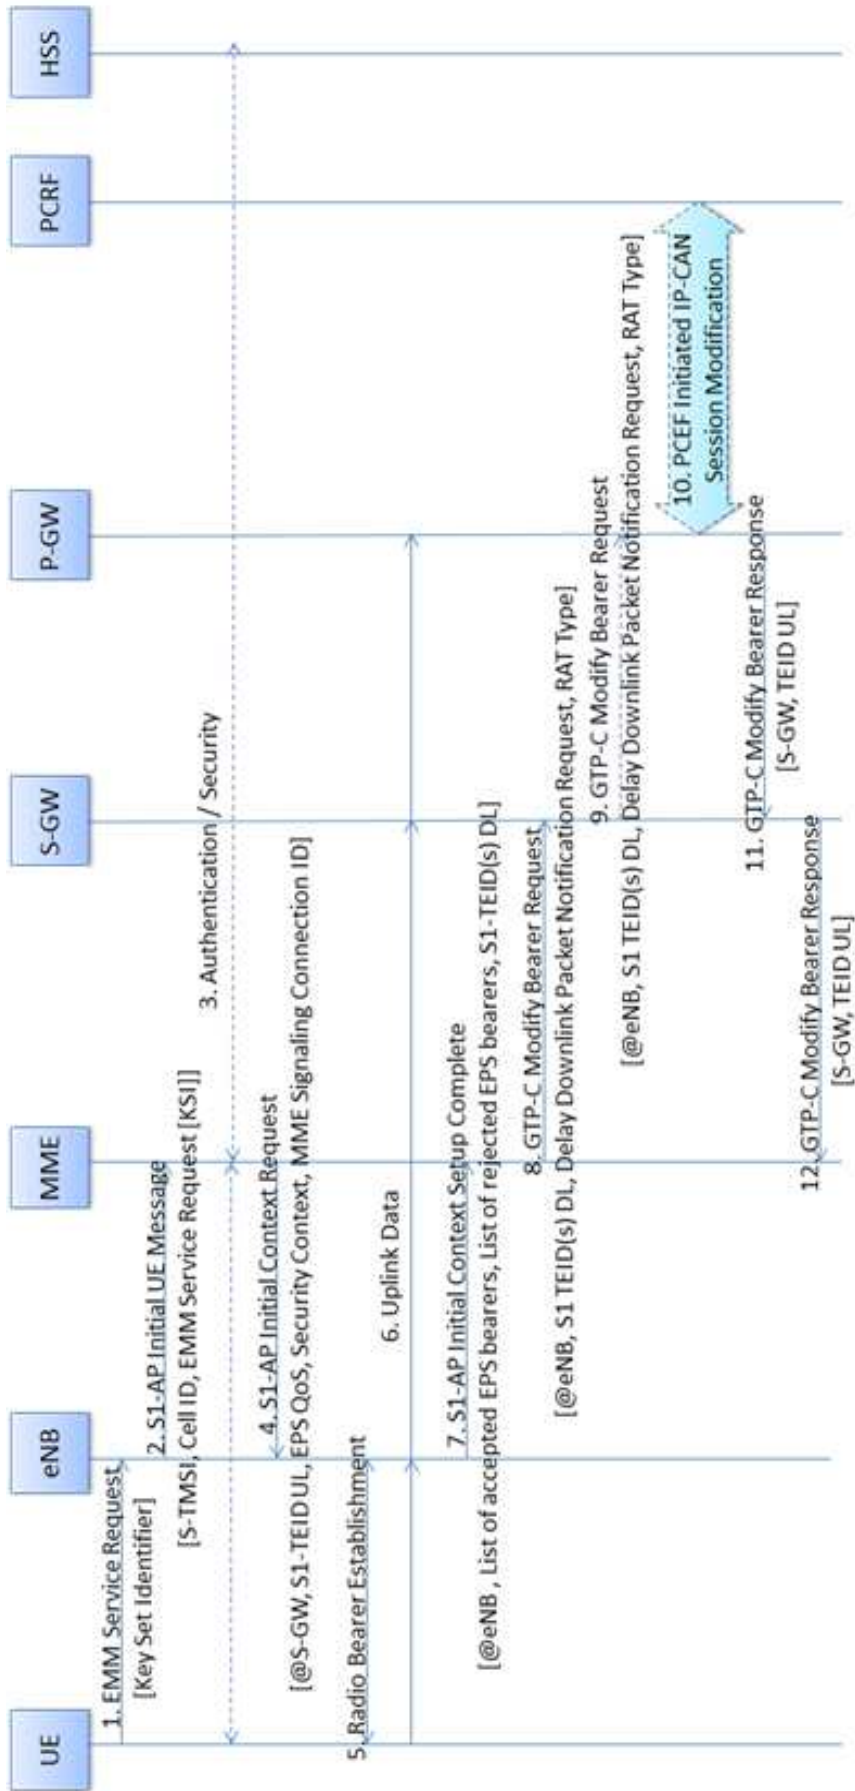 UE
eNB
MME
S-GW
P-GW
PCRF
HSS
1. EMM Service Request
[Key Set Identifier]
2. S1-AP Initial UE Message
[S-TMSI, Cell ID, EMM Service Request [KSI]]
3. Authentication / Security
4. S1-AP Initial Context Request
[@S-GW, S1-TEID UL, EPS QoS, Security Context, MME Signaling Connection ID]
5. Radio Bearer Establishment
6. Uplink Data
7. S1-AP Initial Context Setup Complete
[@eNB , List of accepted EPS bearers, List of rejected EPS bearers, S1-TEID(s) DL]
8. GTP-C Modify Bearer Request
[@eNB, S1 TEID(s) DL, Delay Downlink Packet Notification Request, RAT Type]
9. GTP-C Modify Bearer Request
[@eNB, S1 TEID(s) DL, Delay Downlink Packet Notification Request, RAT Type]
10. PCEF Initiated IP-CAN
Session Modification
11. GTP-C Modify Bearer Response
[S-GW, TEID UL]
12. GTP-C Modify Bearer Response
[S-GW, TEID UL]